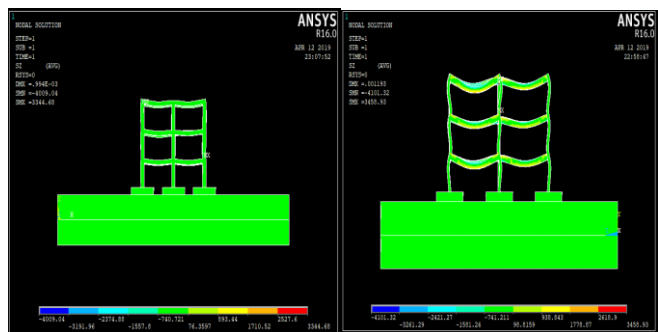 1
NODAL SOLUTION
STEP=1
SUB =1
TIME=1
SZ (AVG)
RSYS=0
DMX =.994E-03
SMN =-4009.04
SMX =3344.68
ANSYS
R16.0
APR 12 2019
23:07:52
-4009.04 -2374.88 -740.721 893.44 2527.6
-3191.96 -1557.8 76.3597 1710.52 3344.68
1
NODAL SOLUTION
STEP=1
SUB =1
TIME=1
SZ (AVG)
RSYS=0
DMX =.001193
SMN =-4101.32
SMX =3458.93
ANSYS
R16.0
APR 12 2019
22:58:47
-4101.32 -2421.27 -741.211 938.843 2618.9
-3261.29 -1581.24 98.8159 1778.87 3458.93